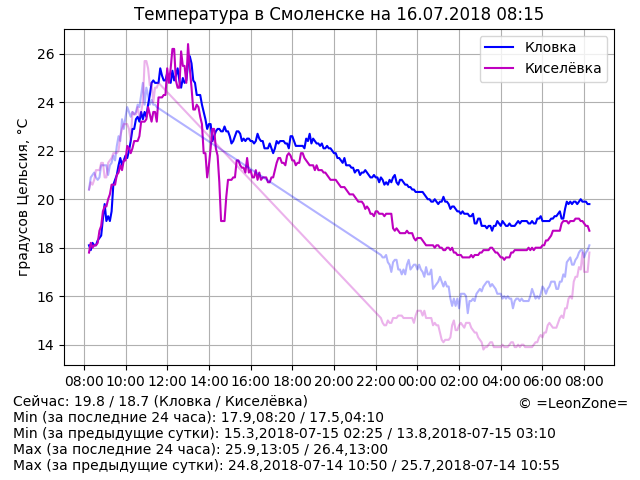 Температура в Смоленске на 16.07.2018 08:15
градусов Цельсия, °C
26
24
22
20
18
16
14
Кловка
Киселёвка
08:00 10:00 12:00 14:00 16:00 18:00 20:00 22:00 00:00 02:00 04:00 06:00 08:00
Сейчас: 19.8 / 18.7 (Кловка / Киселёвка)
© =LeonZone=
Min (за последние 24 часа): 17.9,08:20 / 17.5,04:10
Min (за предыдущие сутки): 15.3,2018-07-15 02:25 / 13.8,2018-07-15 03:10
Max (за последние 24 часа): 25.9,13:05 / 26.4,13:00
Max (за предыдущие сутки): 24.8,2018-07-14 10:50 / 25.7,2018-07-14 10:55